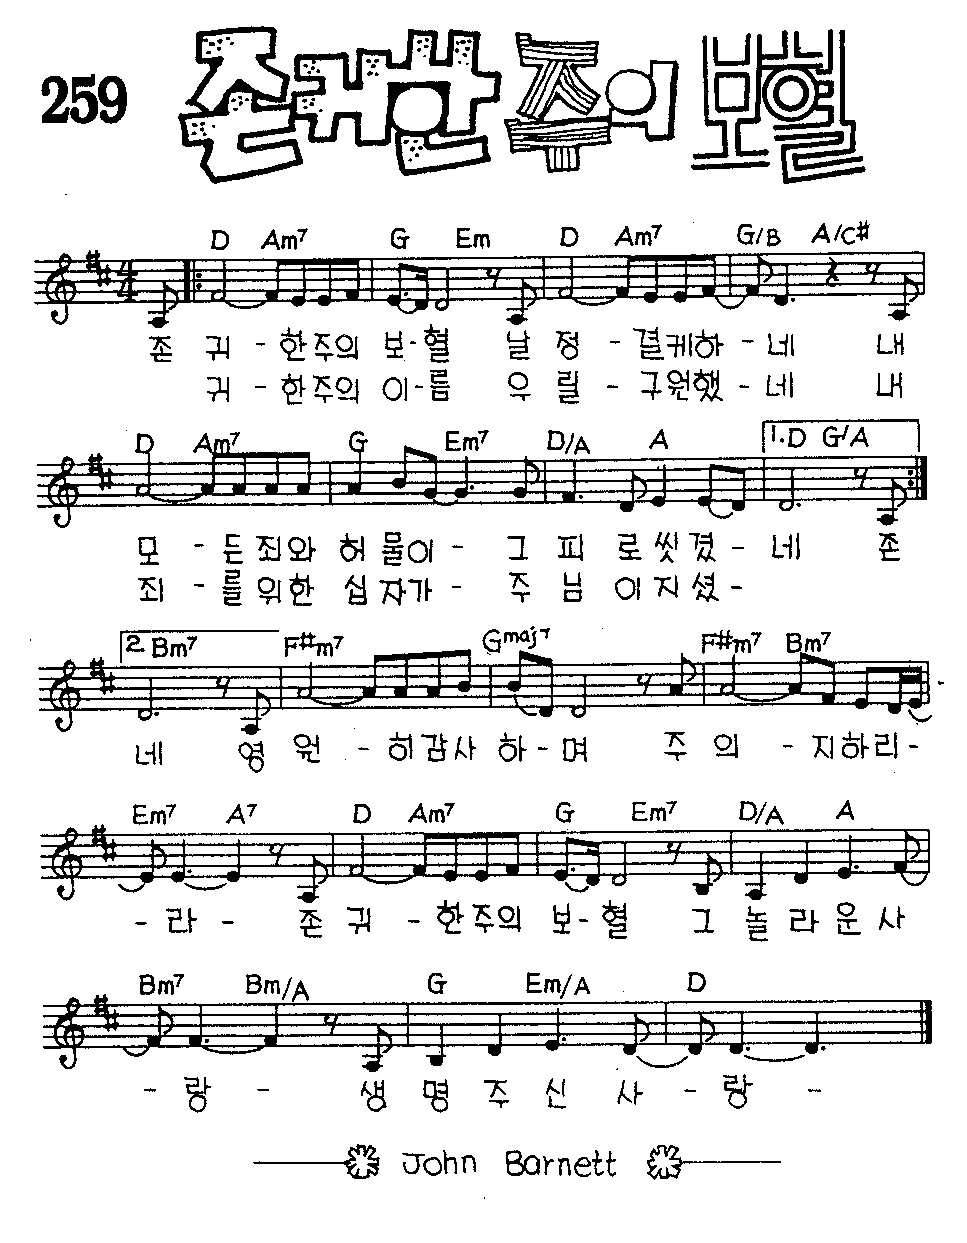 259 존귀한 주의 보혈
D Am7 G Em D Am7 G/B A/C#
존 귀 - 한주의 보-혈 날 정 - 결케하 - 네 내
귀 - 한주의 이-름 우 릴 - 구원했 - 네 내
D Am7 G Em7 D/A A 1. D G/A
모 - 든죄와 허 물이 - 그 피 로 씻 겼 - 네 존
죄 - 를위한 십 자가 - 주 님 이 지 셨 -
2. Bm7 F#m7 Gmaj7 F#m7 Bm7
네 영 원 - 히감사 하-며 주 의 - 지하리 -
Em7 A7 D Am7 G Em7 D/A A
- 라 - 존 귀 - 한주의 보-혈 그 놀 라 운 사
Bm7 Bm/A G Em/A D
- 랑 - 생 명 주 신 사 - 랑 -
John Barnett